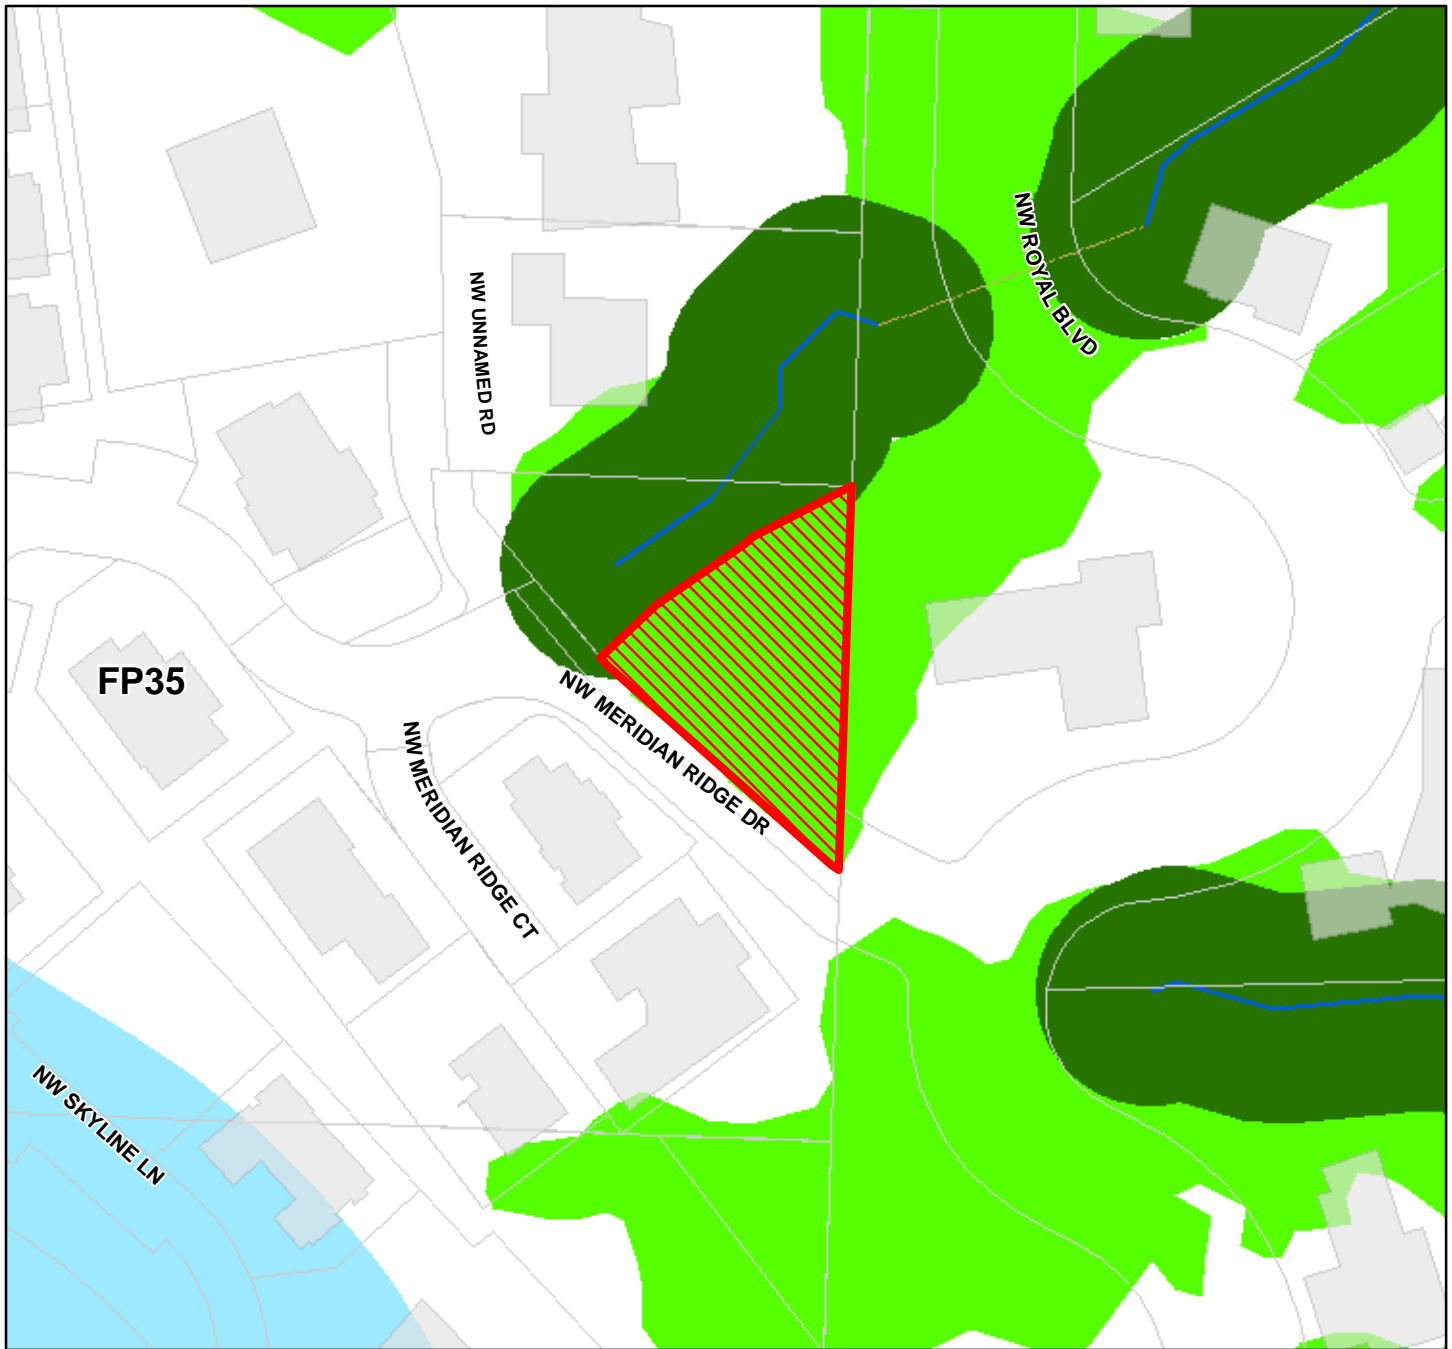 NW ROYAL BLVD
NW UNNAMED RD
FP35
NW MERIDIAN RIDGE DR
NW MERIDIAN RIDGE CT
NW SKYLINE LN